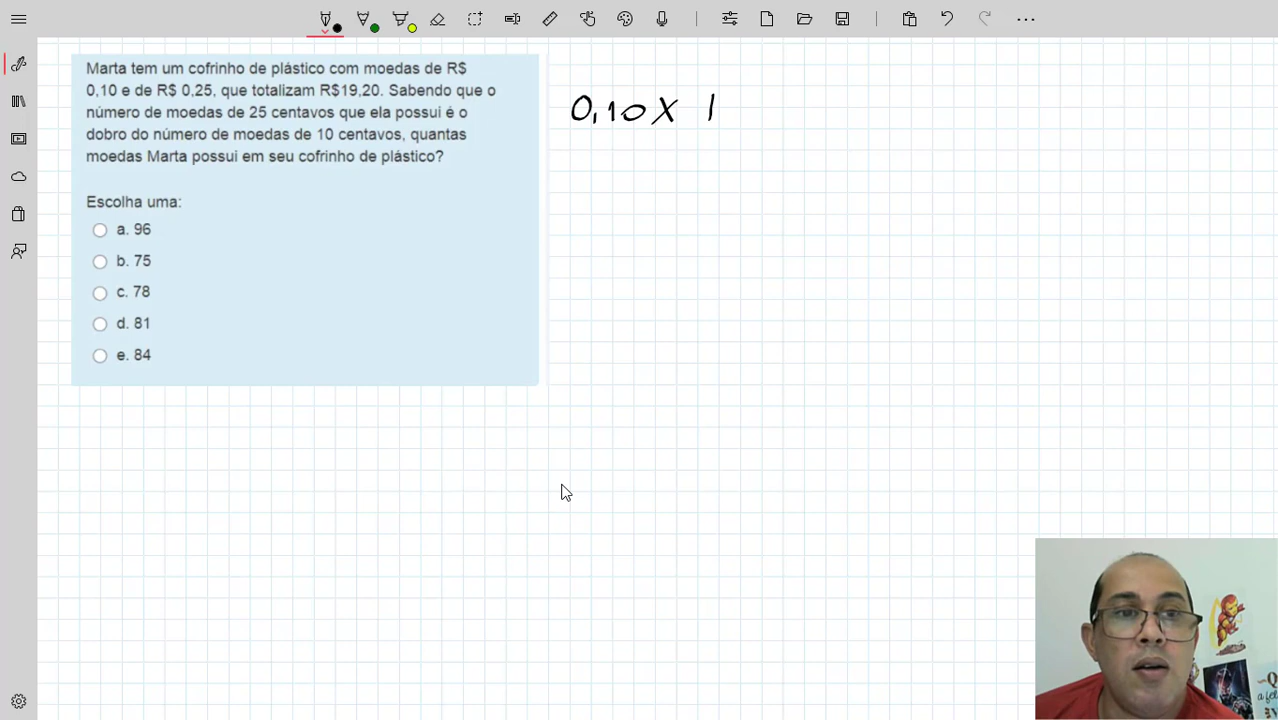 Marta tem um cofrinho de plástico com moedas de R$
0,10 e de R$ 0,25, que totalizam R$19,20. Sabendo que o
número de moedas de 25 centavos que ela possui é o
dobro do número de moedas de 10 centavos, quantas
moedas Marta possui em seu cofrinho de plástico?
0,10X
Escolha uma:
a. 96
b. 75
c. 78
d. 81
e. 84